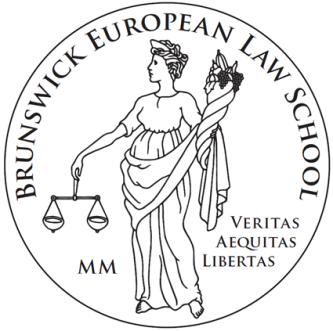 BRUNSWICK EUROPEAN LAW SCHOOL
VERITAS
AEQUITAS
LIBERTAS
MM